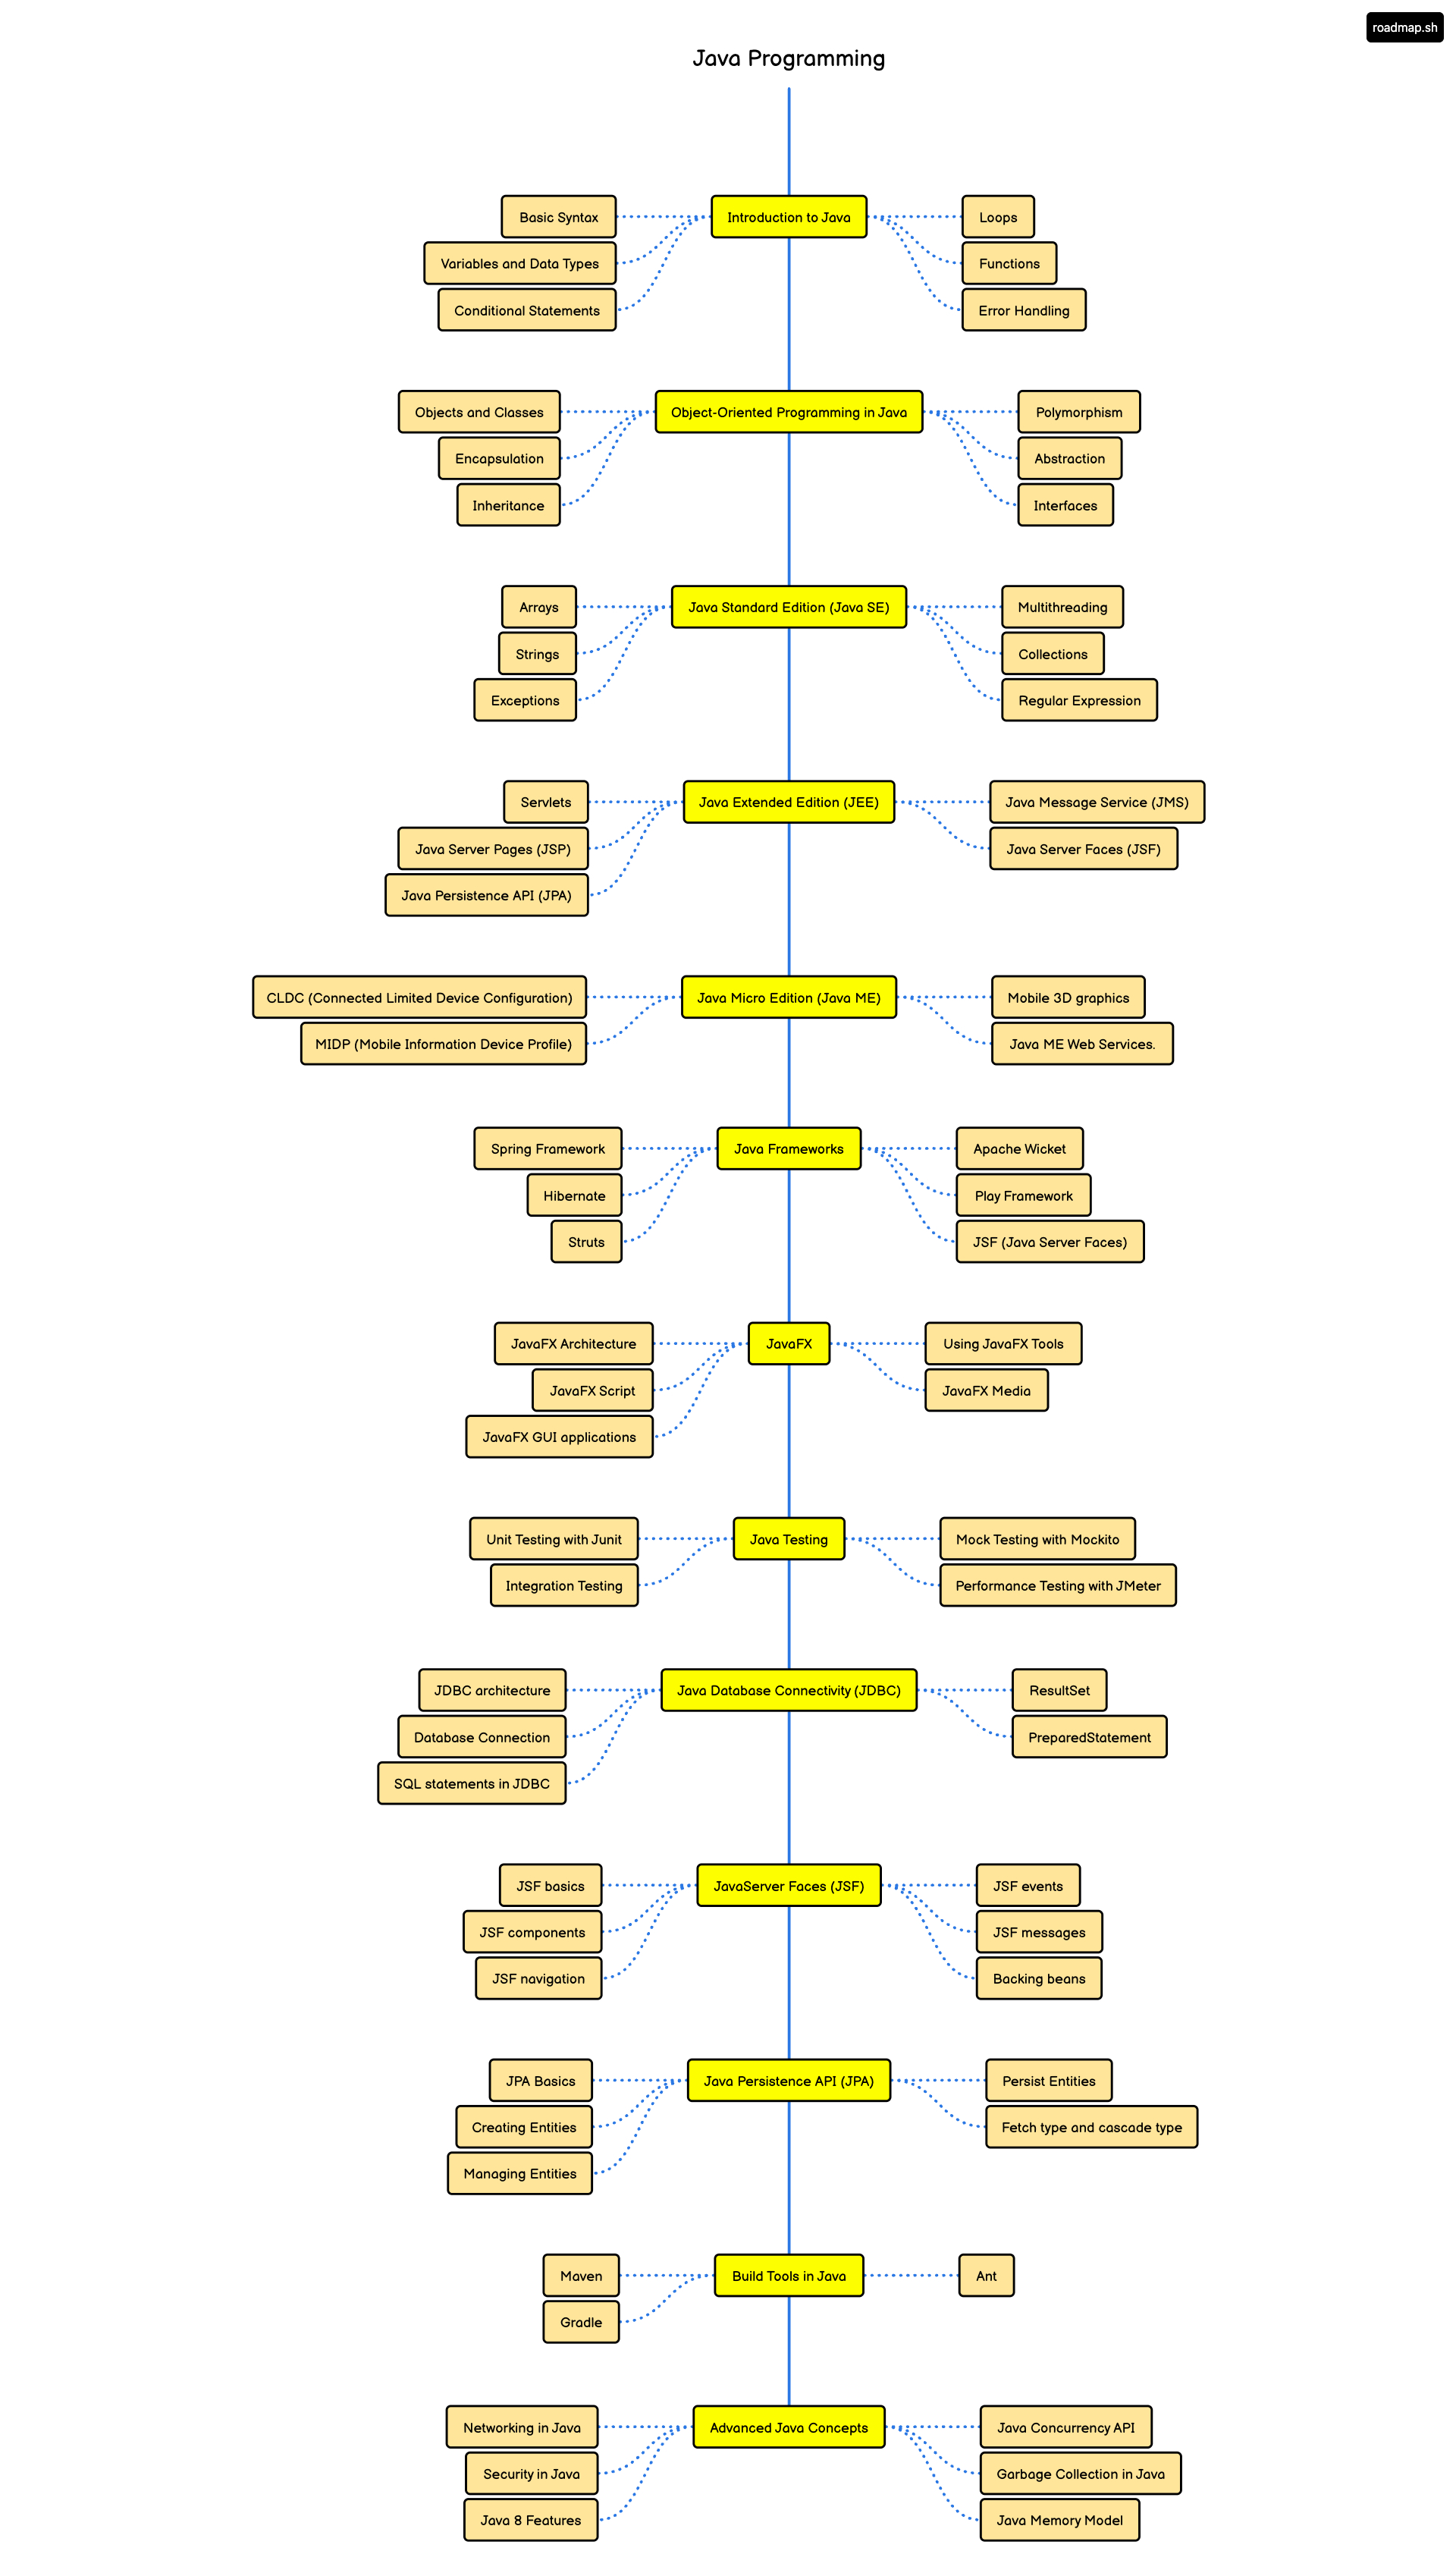 roadmap.sh
Java Programming
Introduction to Java
Basic Syntax
Variables and Data Types
Conditional Statements
Loops
Functions
Error Handling
Object-Oriented Programming in Java
Objects and Classes
Encapsulation
Inheritance
Polymorphism
Abstraction
Interfaces
Java Standard Edition (Java SE)
Arrays
Strings
Exceptions
Multithreading
Collections
Regular Expression
Java Extended Edition (JEE)
Servlets
Java Server Pages (JSP)
Java Persistence API (JPA)
Java Message Service (JMS)
Java Server Faces (JSF)
Java Micro Edition (Java ME)
CLDC (Connected Limited Device Configuration)
MIDP (Mobile Information Device Profile)
Mobile 3D graphics
Java ME Web Services.
Java Frameworks
Spring Framework
Hibernate
Struts
Apache Wicket
Play Framework
JSF (Java Server Faces)
JavaFX
JavaFX Architecture
JavaFX Script
JavaFX GUI applications
Using JavaFX Tools
JavaFX Media
Java Testing
Unit Testing with Junit
Integration Testing
Mock Testing with Mockito
Performance Testing with JMeter
Java Database Connectivity (JDBC)
JDBC architecture
Database Connection
SQL statements in JDBC
ResultSet
PreparedStatement
JavaServer Faces (JSF)
JSF basics
JSF components
JSF navigation
JSF events
JSF messages
Backing beans
Java Persistence API (JPA)
JPA Basics
Creating Entities
Managing Entities
Persist Entities
Fetch type and cascade type
Build Tools in Java
Maven
Gradle
Ant
Advanced Java Concepts
Networking in Java
Security in Java
Java 8 Features
Java Concurrency API
Garbage Collection in Java
Java Memory Model